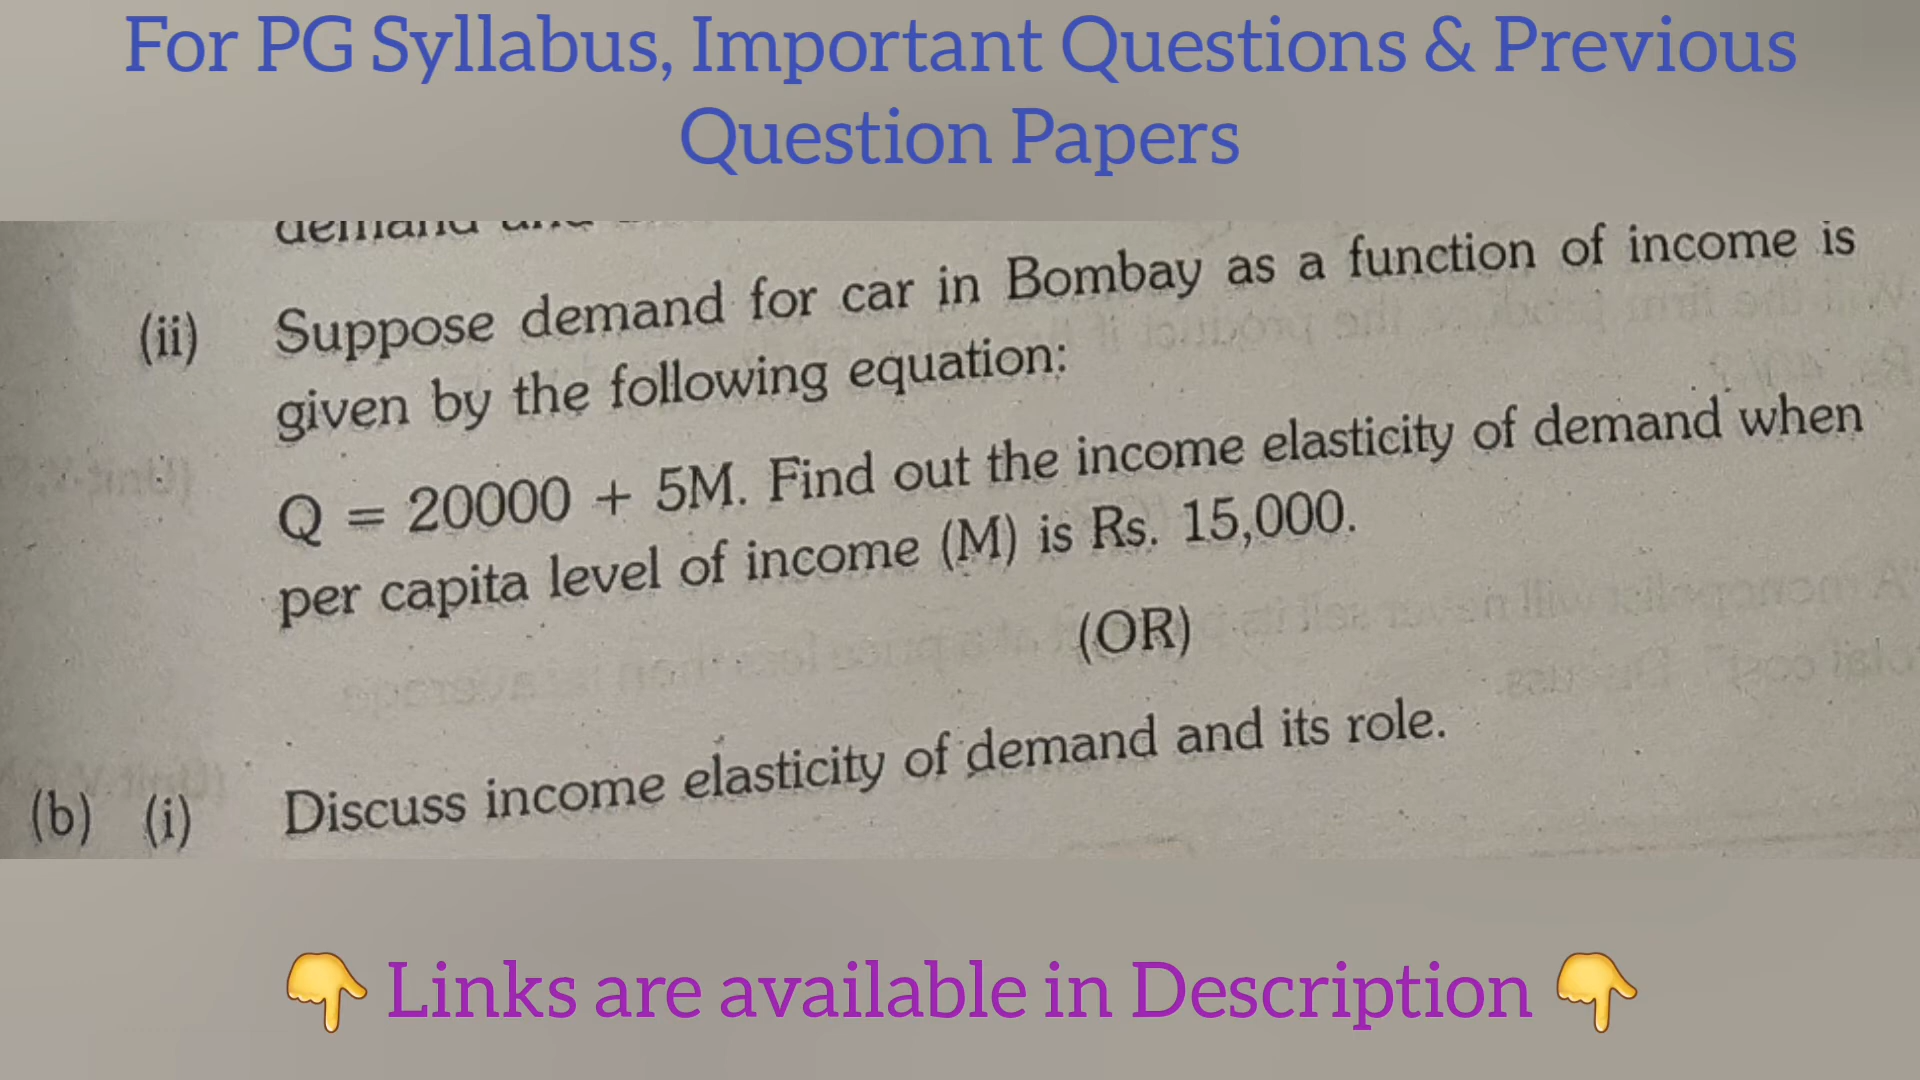 For PG Syllabus, Important Questions & Previous
Question Papers
demand
(ii) Suppose demand for car in Bombay as a function of income is
given by the following equation:
Q = 20000 + 5M. Find out the income elasticity of demand when
per capita level of income (M) is Rs. 15,000.
(OR)
(b) (i) Discuss income elasticity of demand and its role.
👇 Links are available in Description 👇